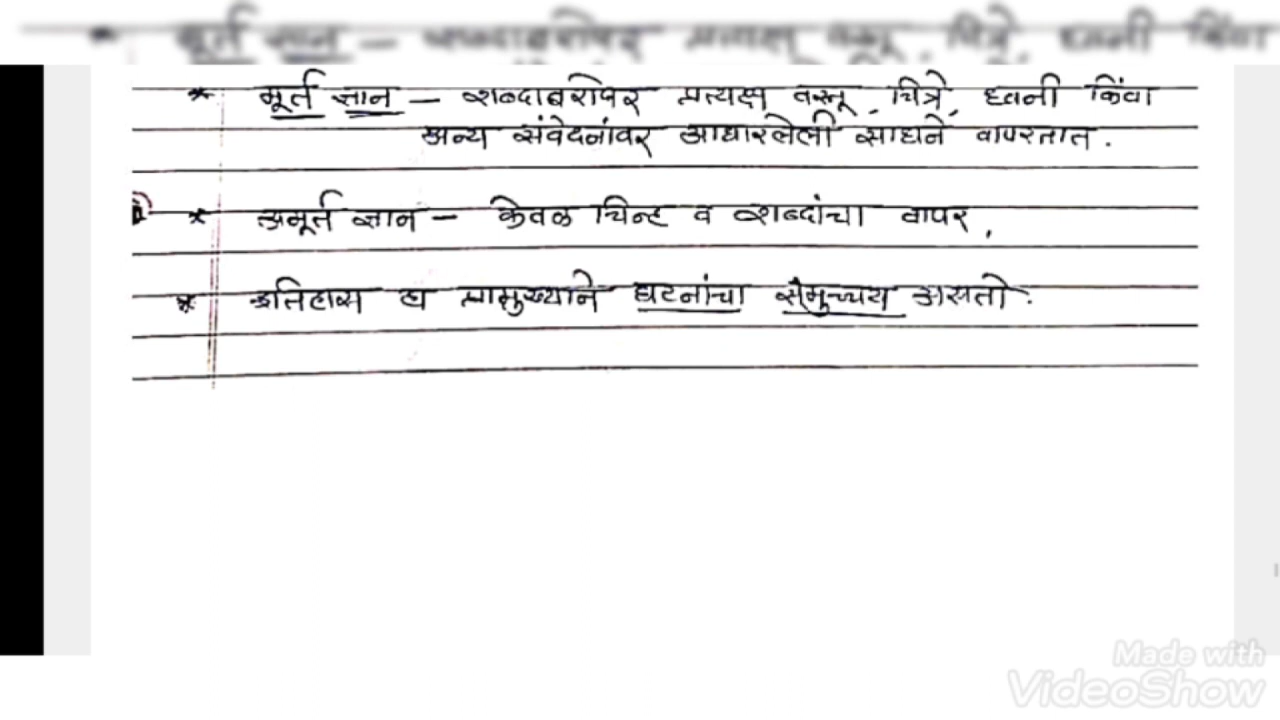 * मूर्त ज्ञान – शब्दाबरोबर प्रत्यक्ष वस्तू, चित्रे, ध्वनी किंवा
अन्य संवेदनांवर आधारलेली साधने वापरतात.
* अमूर्त ज्ञान – केवळ चिन्ह व शब्दांचा वापर,
* इतिहास हा प्रामुख्याने घटनांचा समुच्चय असतो.
Made with
VideoShow